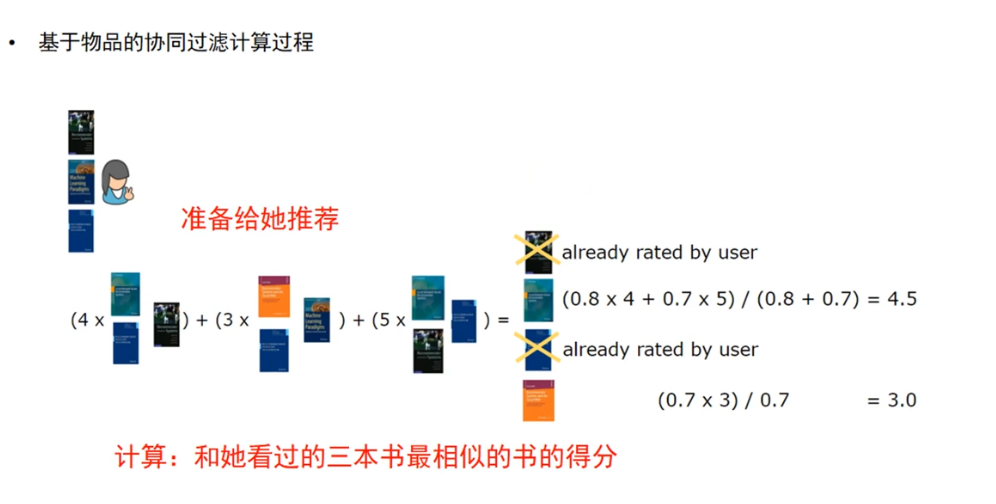 • 基于物品的协同过滤计算过程
Machine
Learning
Paradigms
准备给她推荐
already rated by user
(0.8 x 4 + 0.7 x 5) / (0.8 + 0.7) = 4.5
(4 x ) + (3 x ) + (5 x ) =
already rated by user
(0.7 x 3) / 0.7 = 3.0
计算：和她看过的三本书最相似的书的得分